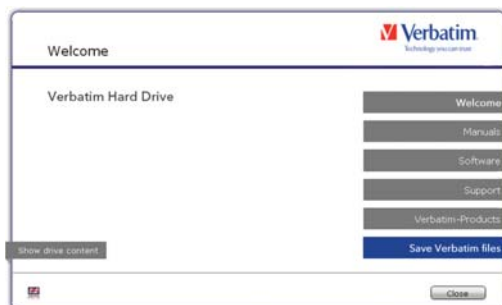 Welcome
Verbatim
Technology you can trust
Verbatim Hard Drive
Welcome
Manuals
Software
Support
Verbatim-Products
Save Verbatim files
Show drive content
Close